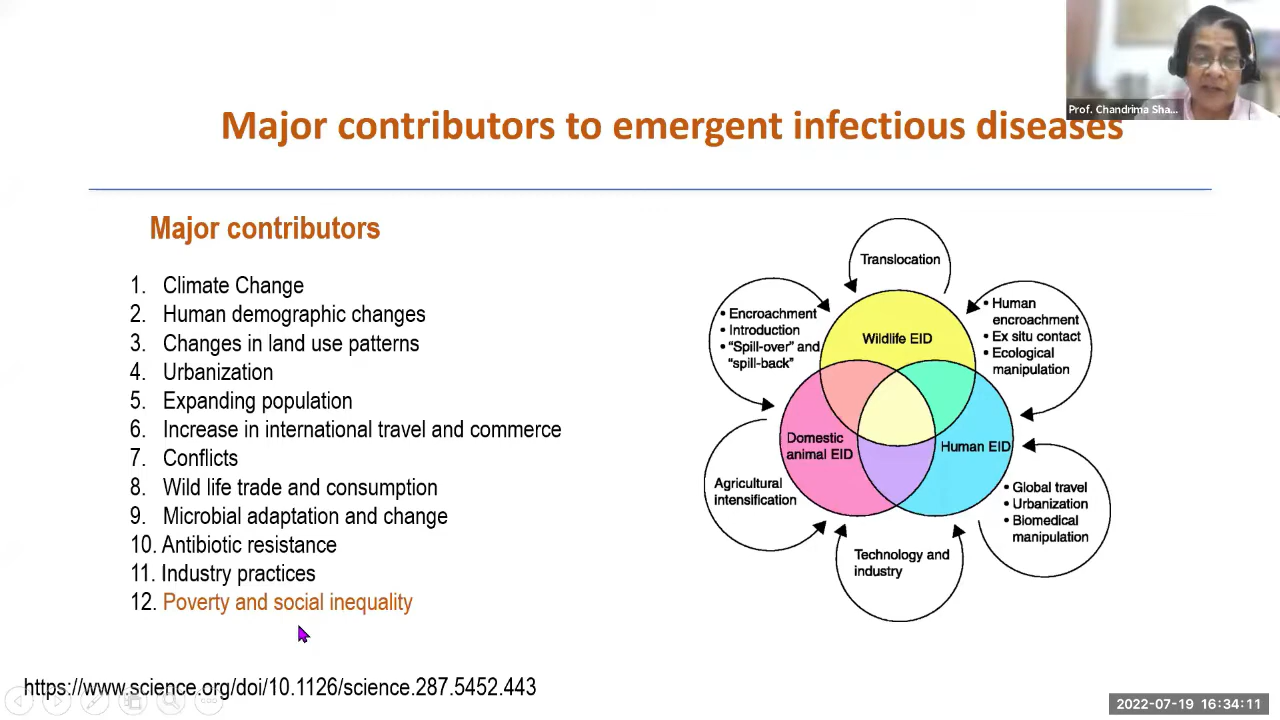 Prof. Chandrima Sha...
Major contributors to emergent infectious diseases
Major contributors
1. Climate Change
2. Human demographic changes
3. Changes in land use patterns
4. Urbanization
5. Expanding population
6. Increase in international travel and commerce
7. Conflicts
8. Wild life trade and consumption
9. Microbial adaptation and change
10. Antibiotic resistance
11. Industry practices
12. Poverty and social inequality
Translocation
• Encroachment
• Introduction
• “Spill-over” and
“spill-back”
Wildlife EID
• Human
encroachment
• Ex situ contact
• Ecological
manipulation
Domestic
animal EID
Human EID
Agricultural
intensification
• Global travel
• Urbanization
• Biomedical
manipulation
Technology and
industry
https://www.science.org/doi/10.1126/science.287.5452.443
2022-07-19 16:34:11